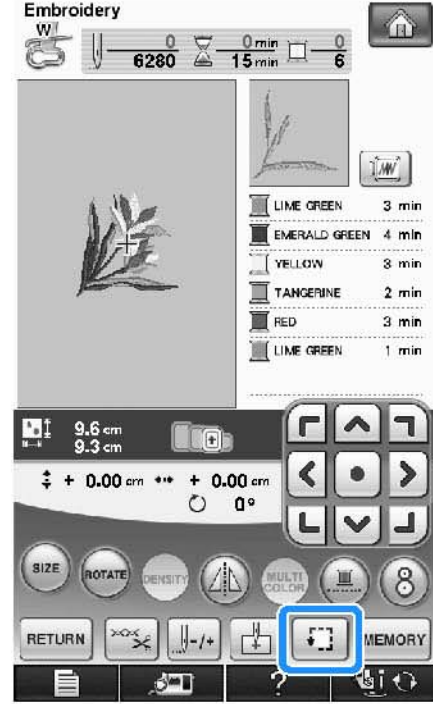 Embroidery
W
0 0 min 0
6280 15 min 6
LIME GREEN 3 min
EMERALD GREEN 4 min
YELLOW 3 min
TANGERINE 2 min
RED 3 min
LIME GREEN 1 min
9.6 cm
9.3 cm
+ 0.00 cm + 0.00 cm
0°
SIZE ROTATE DENSITY MULTI COLOR 8
RETURN -/+ MEMORY
?